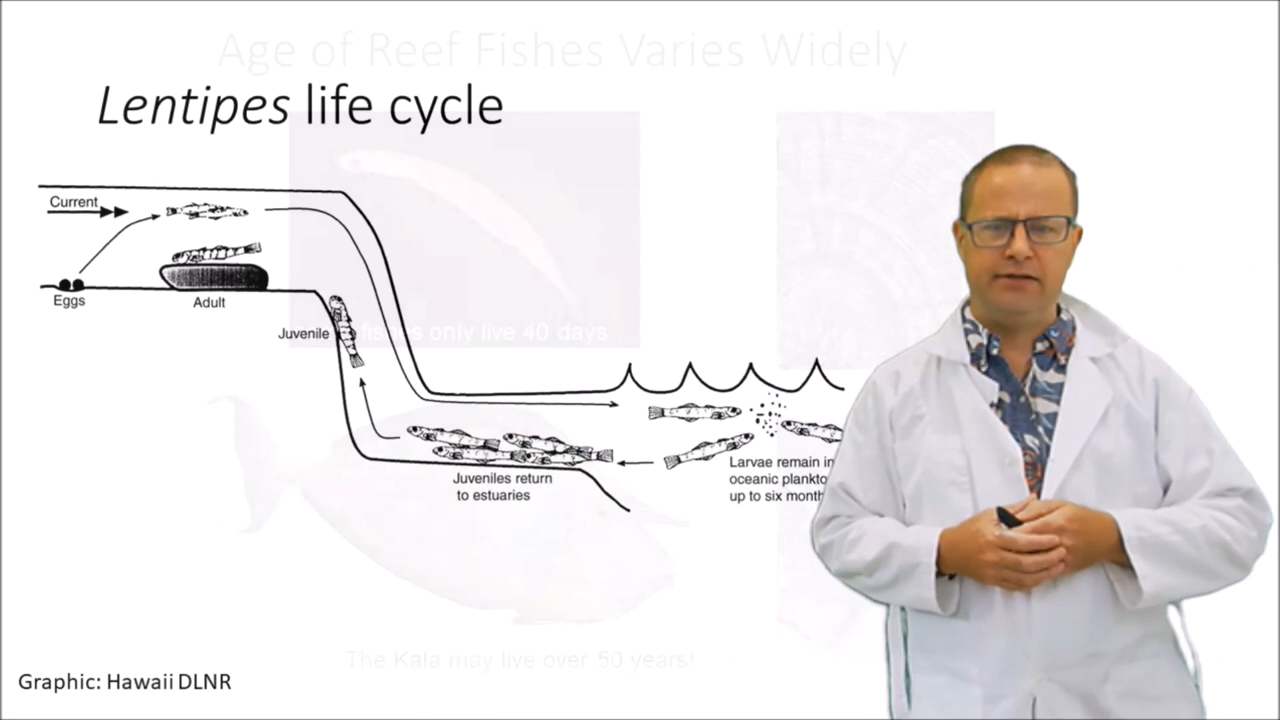 Age of Reef Fishes Varies Widely
Lentipes life cycle
Current
Eggs
Adult
Juvenile
fishes only live 40 days
Juveniles return
to estuaries
Larvae remain in
oceanic plankto
up to six month
The Kala may live over 50 years!
Graphic: Hawaii DLNR